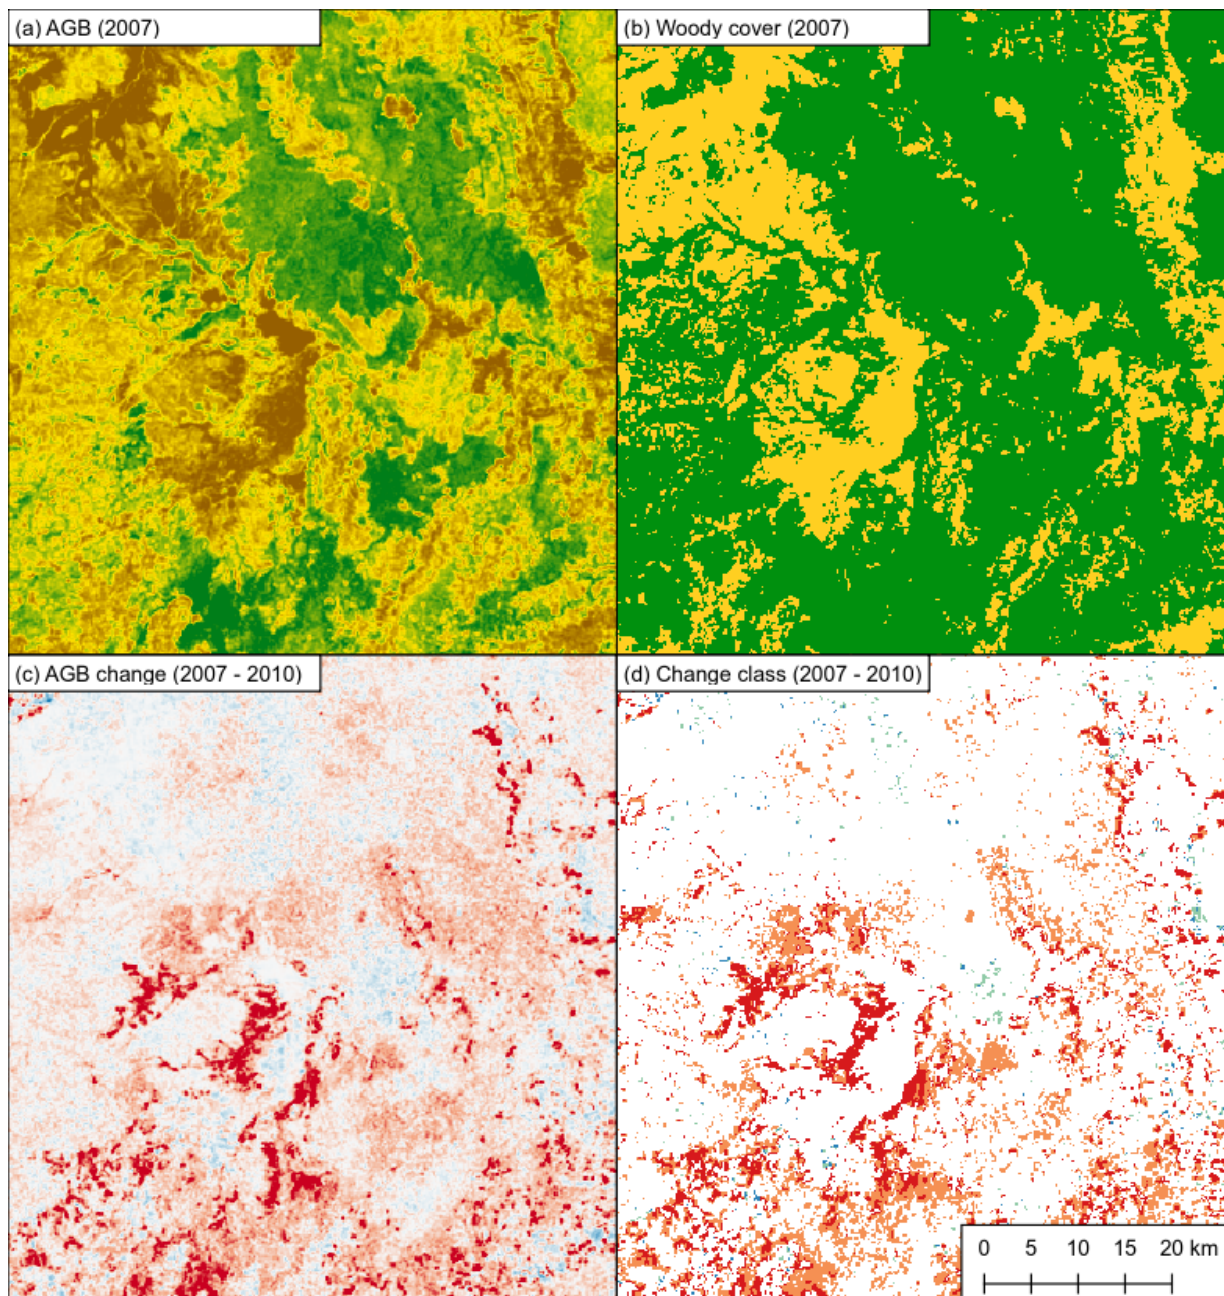 (a) AGB (2007)
(b) Woody cover (2007)
(c) AGB change (2007 - 2010)
(d) Change class (2007 - 2010)
0 5 10 15 20 km